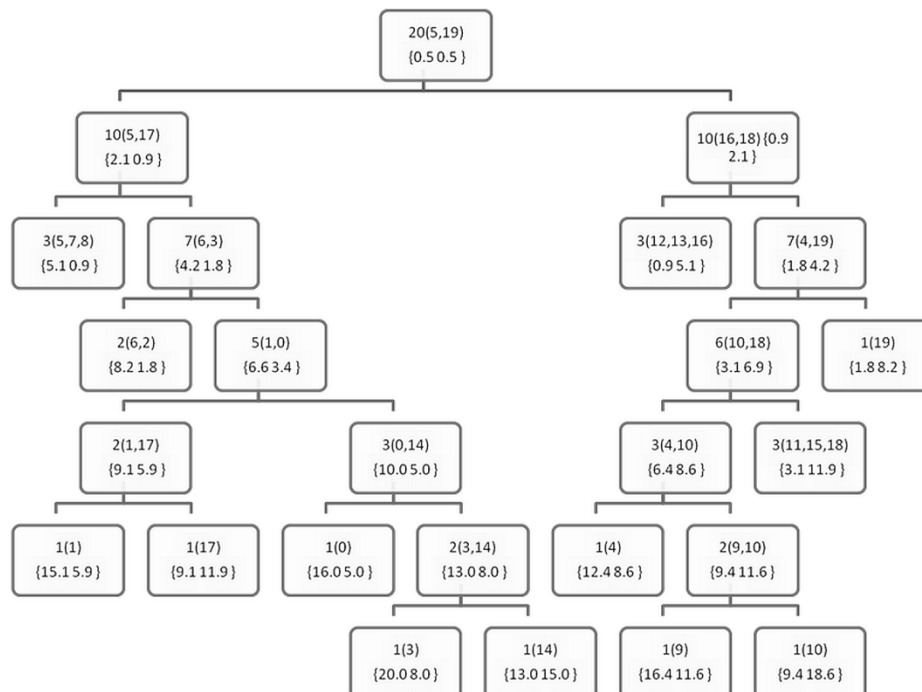 20(5,19)
{0.5 0.5 }
10(5,17)
{2.1 0.9 }
10(16,18){0.9
2.1 }
3(5,7,8)
{5.1 0.9 }
7(6,3)
{4.2 1.8 }
3(12,13,16)
{0.9 5.1 }
7(4,19)
{1.8 4.2 }
2(6,2)
{8.2 1.8 }
5(1,0)
{6.6 3.4 }
6(10,18)
{3.1 6.9 }
1(19)
{1.8 8.2 }
2(1,17)
{9.1 5.9 }
3(0,14)
{10.0 5.0 }
3(4,10)
{6.4 8.6 }
3(11,15,18)
{3.1 11.9 }
1(1)
{15.1 5.9 }
1(17)
{9.1 11.9 }
1(0)
{16.0 5.0 }
2(3,14)
{13.0 8.0 }
1(4)
{12.4 8.6 }
2(9,10)
{9.4 11.6 }
1(3)
{20.0 8.0 }
1(14)
{13.0 15.0 }
1(9)
{16.4 11.6 }
1(10)
{9.4 18.6 }